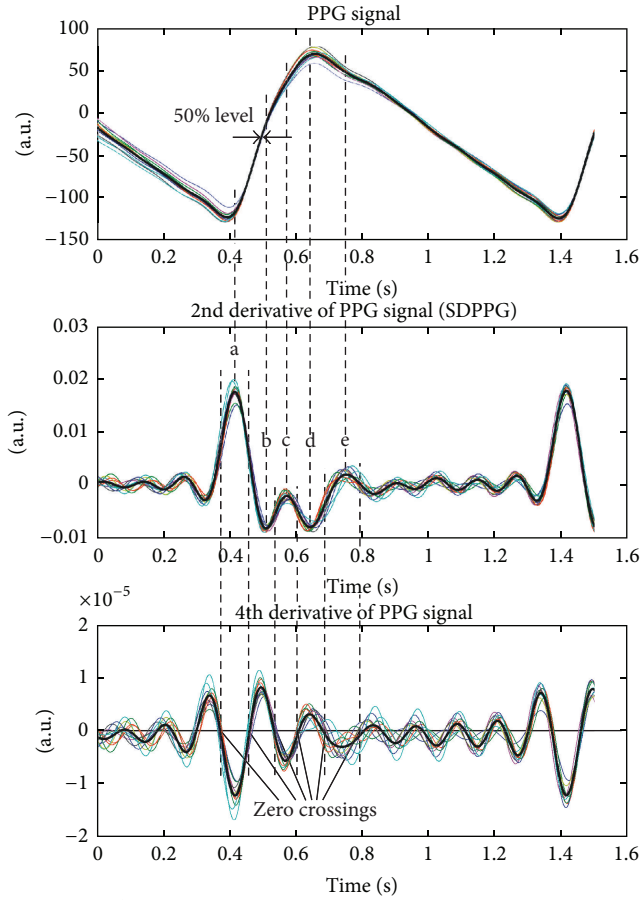 PPG signal
100
50
0
−50
−100
−150
(a.u.)
50% level
0 0.2 0.4 0.6 0.8 1 1.2 1.4 1.6
Time (s)
2nd derivative of PPG signal (SDPPG)
0.03
0.02
0.01
0
−0.01
(a.u.)
a
b c d e
0 0.2 0.4 0.6 0.8 1 1.2 1.4 1.6
Time (s)
×10−5
4th derivative of PPG signal
2
1
0
−1
−2
(a.u.)
Zero crossings
0 0.2 0.4 0.6 0.8 1 1.2 1.4 1.6
Time (s)